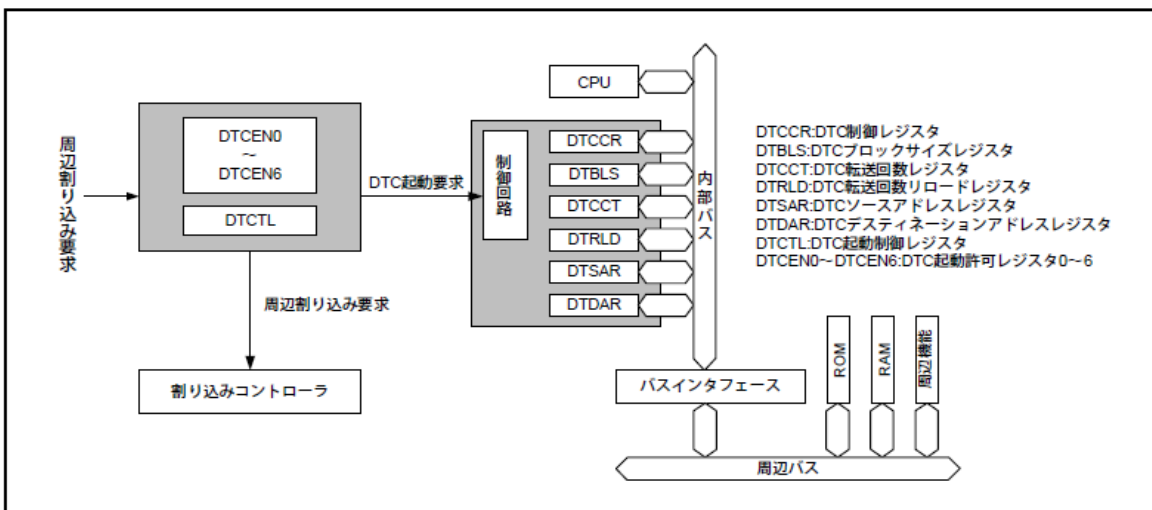 CPU
DTCEN0
~
DTCEN6
DTCTL
周辺割り込み要求
DTC起動要求
制御回路
DTCCR
DTBLS
DTCCT
DTRLD
DTSAR
DTDAR
内部バス
DTCCR:DTC制御レジスタ
DTBLS:DTCブロックサイズレジスタ
DTCCT:DTC転送回数レジスタ
DTRLD:DTC転送回数リロードレジスタ
DTSAR:DTCソースアドレスレジスタ
DTDAR:DTCデスティネーションアドレスレジスタ
DTCTL:DTC起動制御レジスタ
DTCEN0~DTCEN6:DTC起動許可レジスタ0~6
周辺割り込み要求
割り込みコントローラ
バスインタフェース
ROM
RAM
周辺機能
周辺バス